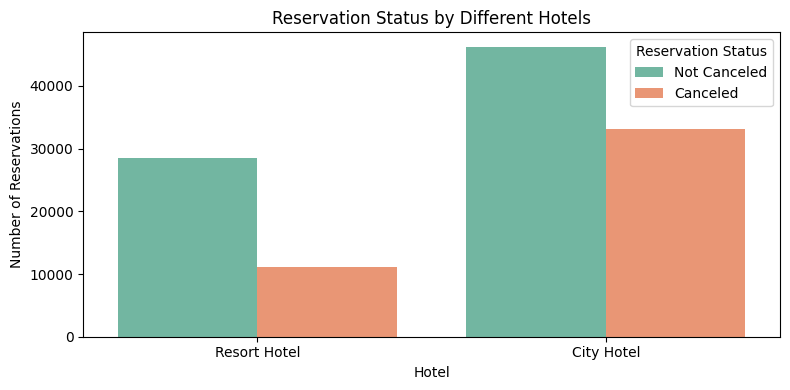 Reservation Status by Different Hotels
Reservation Status
Not Canceled
Canceled
Number of Reservations
40000
30000
20000
10000
0
Resort Hotel
City Hotel
Hotel